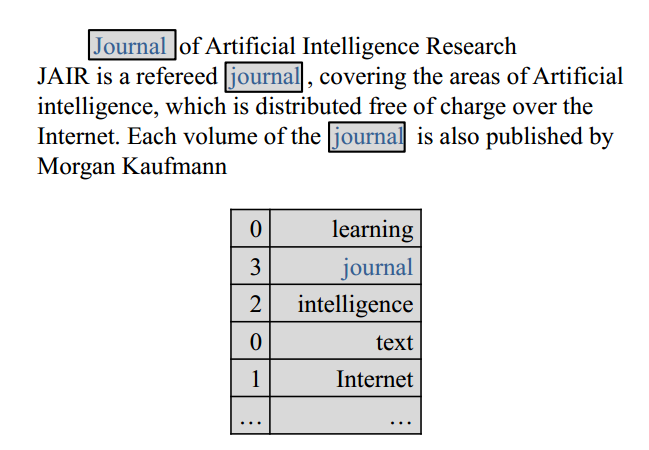 Journal of Artificial Intelligence Research
JAIR is a refereed journal, covering the areas of Artificial
intelligence, which is distributed free of charge over the
Internet. Each volume of the journal is also published by
Morgan Kaufmann
0 learning
3 journal
2 intelligence
0 text
1 Internet
… …